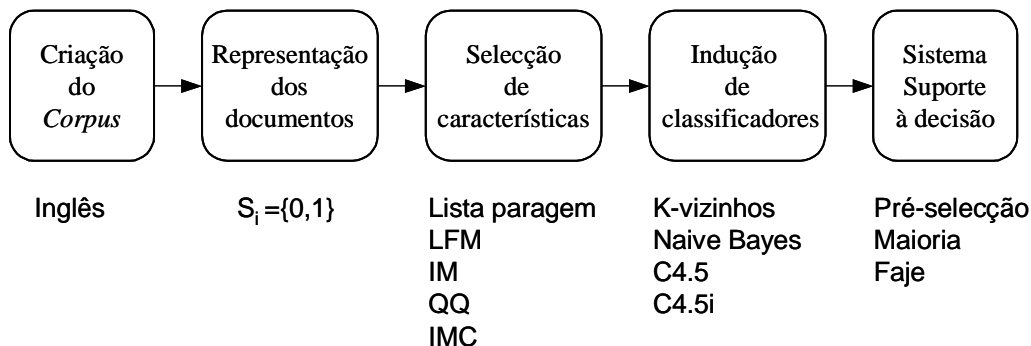 Criação
do
Corpus
Representação
dos
documentos
Selecção
de
características
Indução
de
classificadores
Sistema
Suporte
à decisão
Inglês
Si ={0,1}
Lista paragem
LFM
IM
QQ
IMC
K-vizinhos
Naive Bayes
C4.5
C4.5i
Pré-selecção
Maioria
Faje